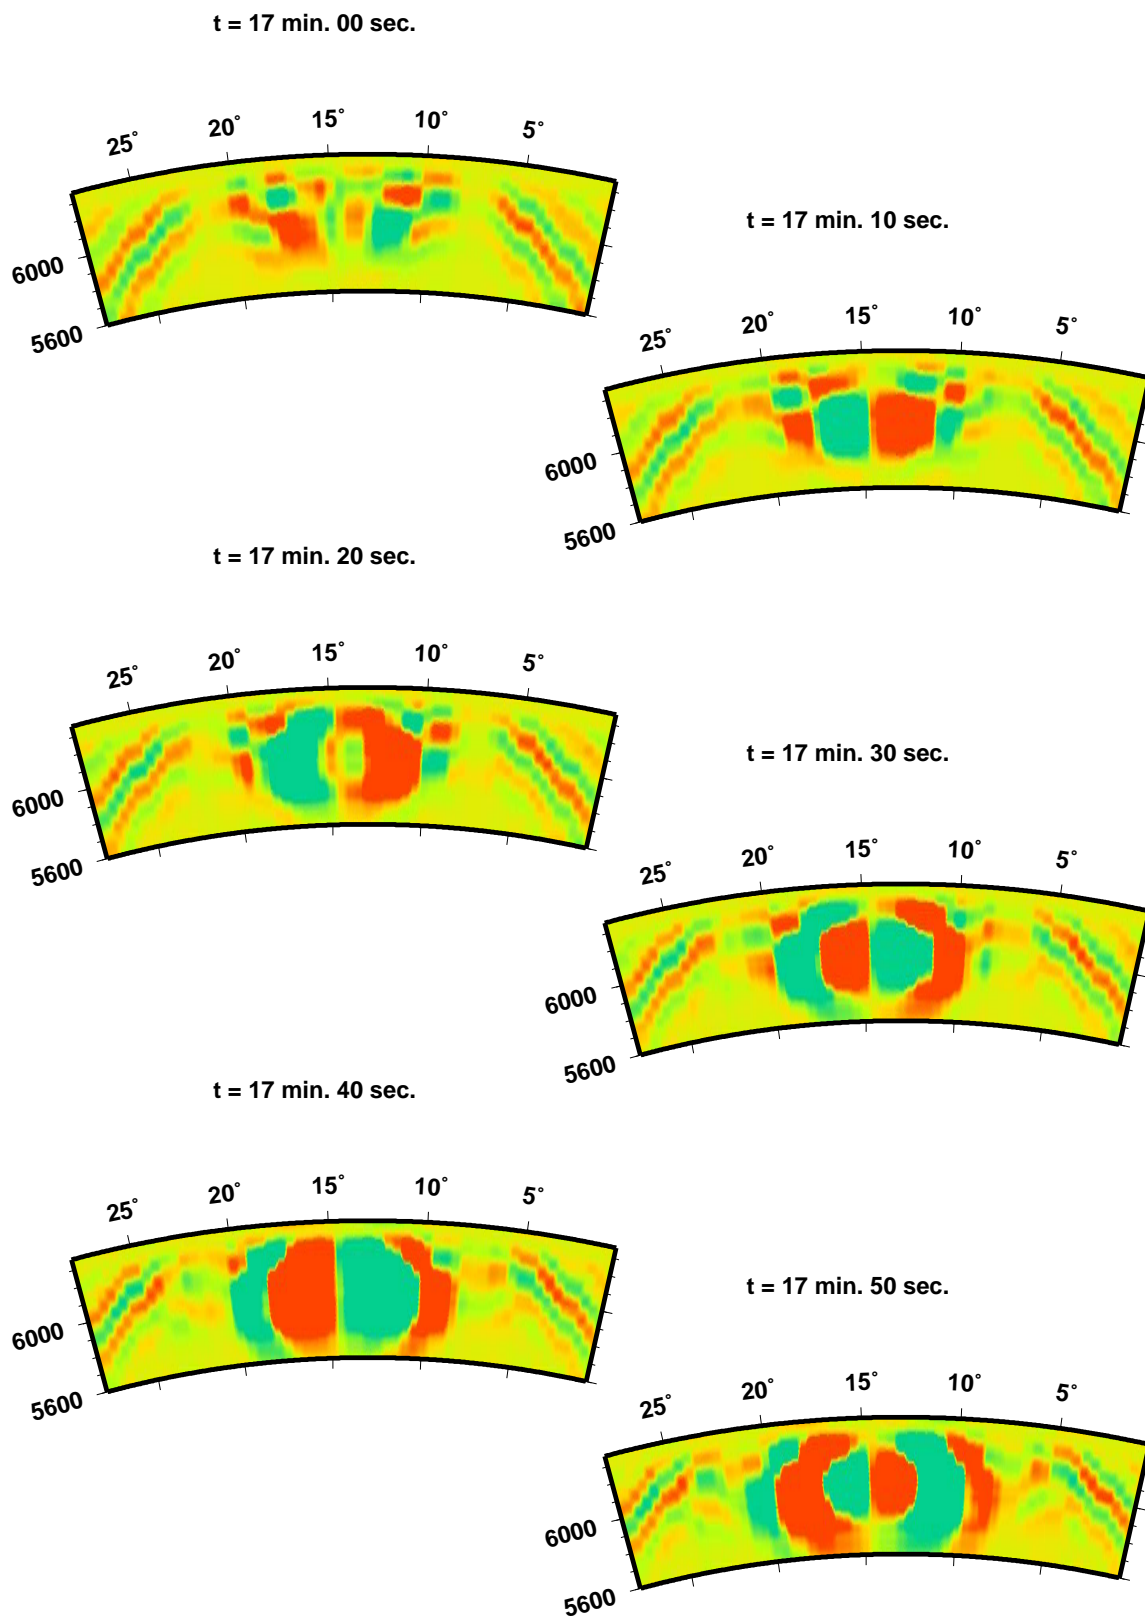 t = 17 min. 00 sec.
25° 20° 15° 10° 5°
6000
5600
t = 17 min. 10 sec.
25° 20° 15° 10° 5°
6000
5600
t = 17 min. 20 sec.
25° 20° 15° 10° 5°
6000
5600
t = 17 min. 30 sec.
25° 20° 15° 10° 5°
6000
5600
t = 17 min. 40 sec.
25° 20° 15° 10° 5°
6000
5600
t = 17 min. 50 sec.
25° 20° 15° 10° 5°
6000
5600